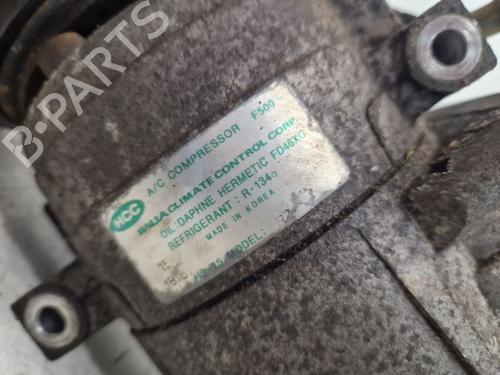 HCC
A/C COMPRESSOR F500
HALLA CLIMATE CONTROL CORP
OIL:DAPHNE HERMETIC FD46XG
REFRIGERANT : R-134a
MADE IN KOREA
MODEL:
B-PARTS